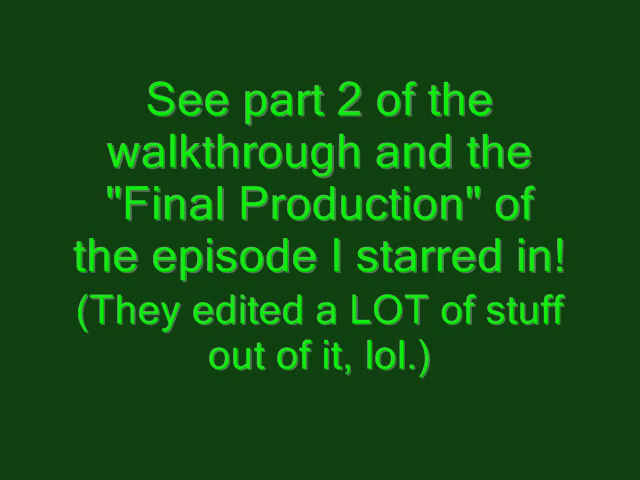 See part 2 of the
walkthrough and the
"Final Production" of
the episode I starred in!
(They edited a LOT of stuff
out of it, lol.)